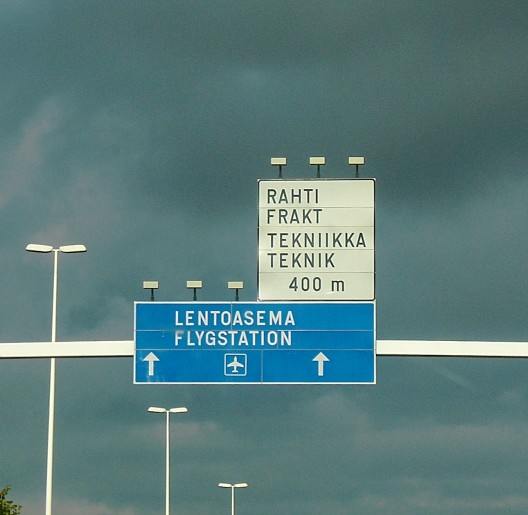 RAHTI
FRAKT
TEKNIIKKA
TEKNIK
400 m
LENTOASEMA
FLYGSTATION